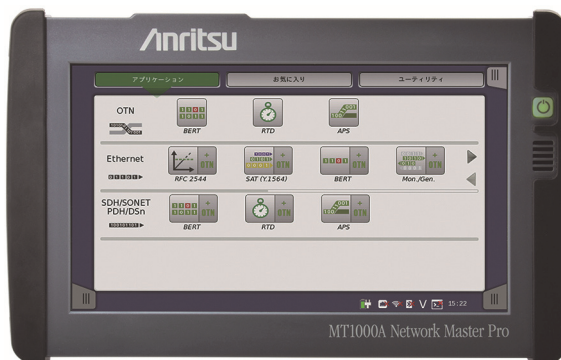 Anritsu
アプリケーション お気に入り ユーティリティ
OTN
BERT RTD APS
Ethernet
RFC 2544 SAT (Y.1564) BERT Mon./Gen.
SDH/SONET
PDH/DSn
BERT RTD APS
15:22
MT1000A Network Master Pro